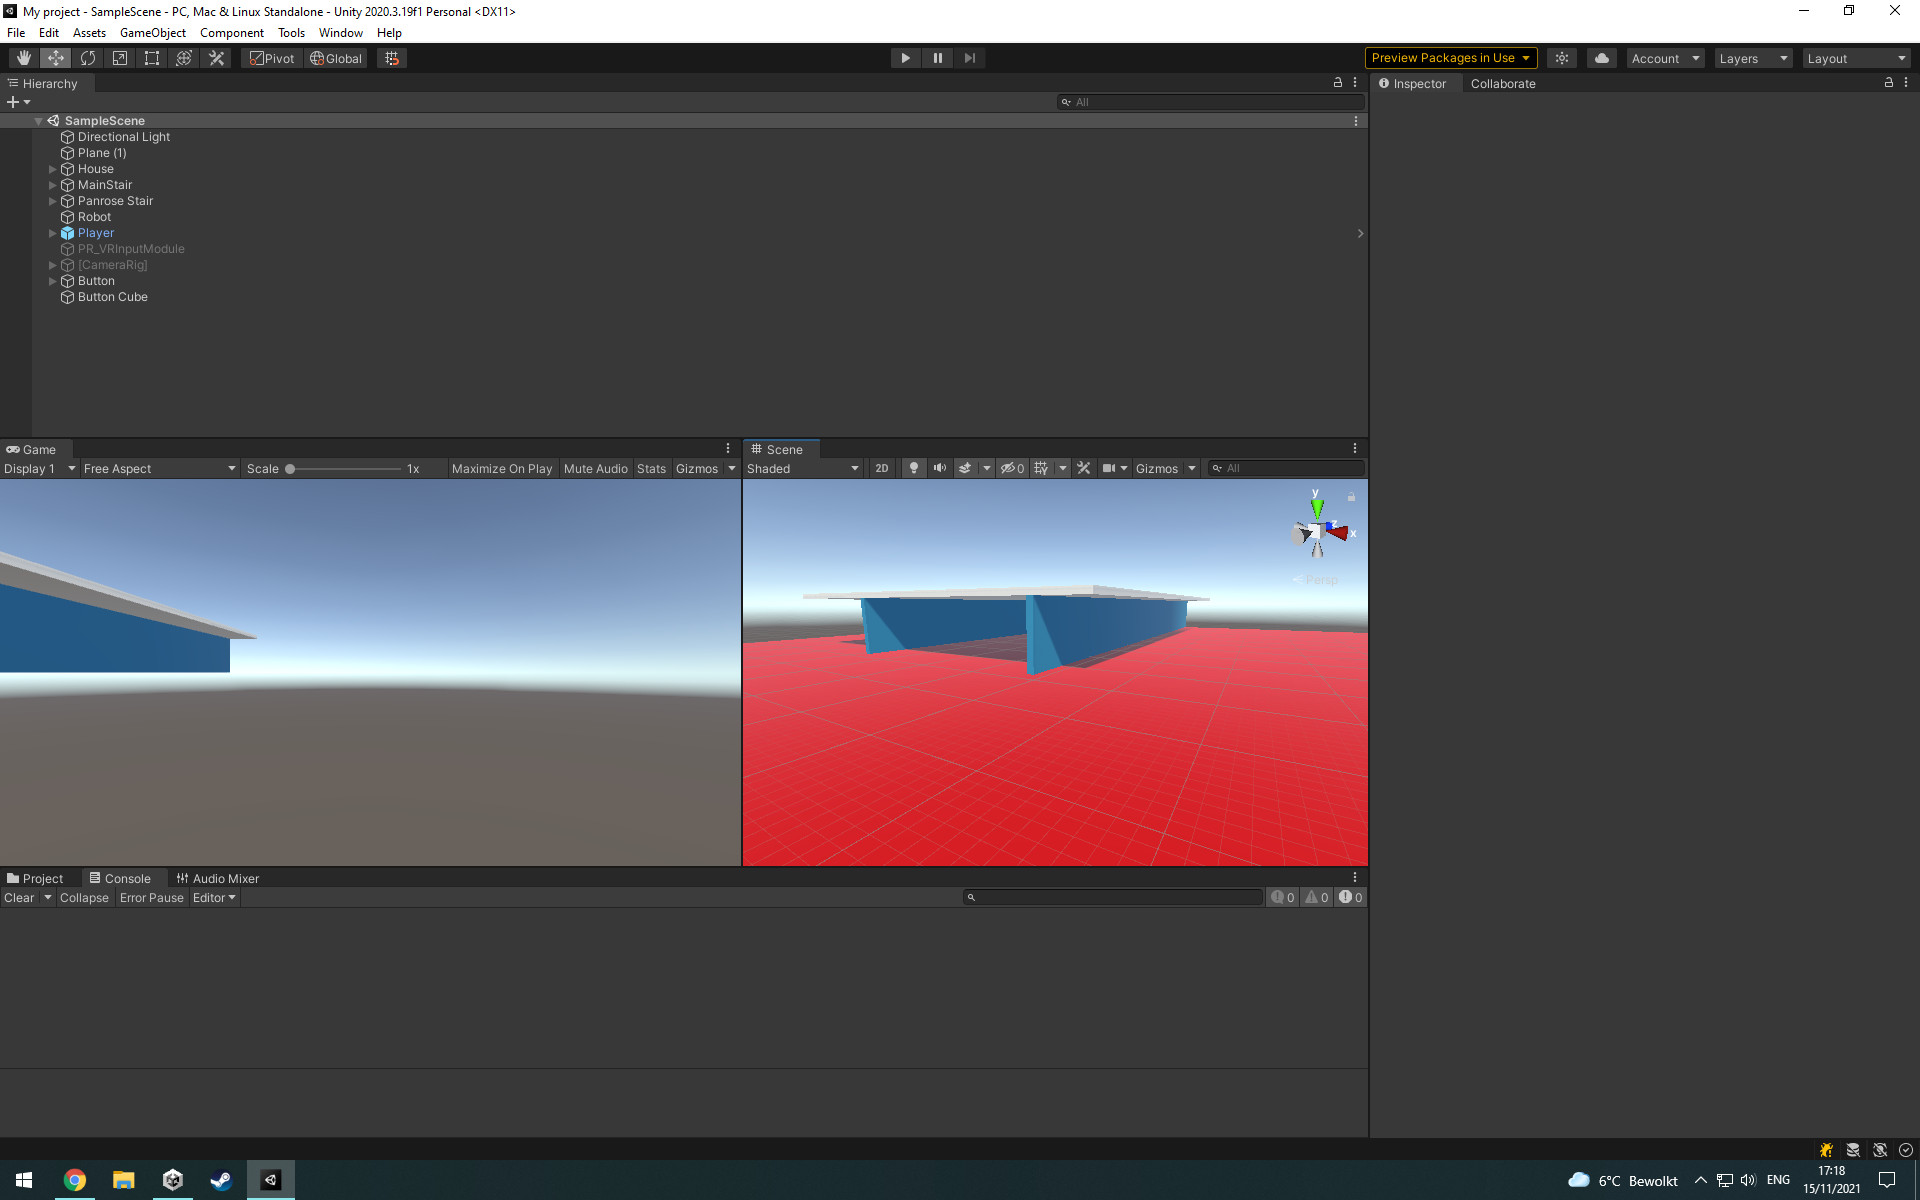 My project - SampleScene - PC, Mac & Linux Standalone - Unity 2020.3.19f1 Personal <DX11>
File Edit Assets GameObject Component Tools Window Help
Pivot Global Preview Packages in Use Account Layers Layout
Hierarchy Inspector Collaborate
All
SampleScene
Directional Light
Plane (1)
House
MainStair
Panrose Stair
Robot
Player
PR_VRInputModule
[CameraRig]
Button
Button Cube
Game
Display 1 Free Aspect Scale 1x Maximize On Play Mute Audio Stats Gizmos
Scene
Shaded 2D 0 Gizmos All
y
z
x
Persp
Project Console Audio Mixer
Clear Collapse Error Pause Editor 0 0 0
6°C Bewolkt ENG 17:18
15/11/2021